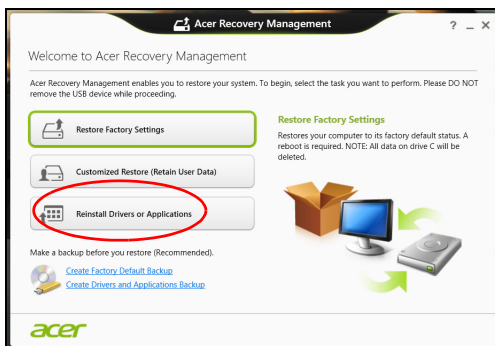 Acer Recovery Management
? _ X
Welcome to Acer Recovery Management
Acer Recovery Management enables you to restore your system. To begin, select the task you want to perform. Please DO NOT
remove the USB device while proceeding.
Restore Factory Settings
Customized Restore (Retain User Data)
Reinstall Drivers or Applications
Restore Factory Settings
Restores your computer to its factory default status. A
reboot is required. NOTE: All data on drive C will be
deleted.
Make a backup before you restore (Recommended).
Create Factory Default Backup
Create Drivers and Applications Backup
acer